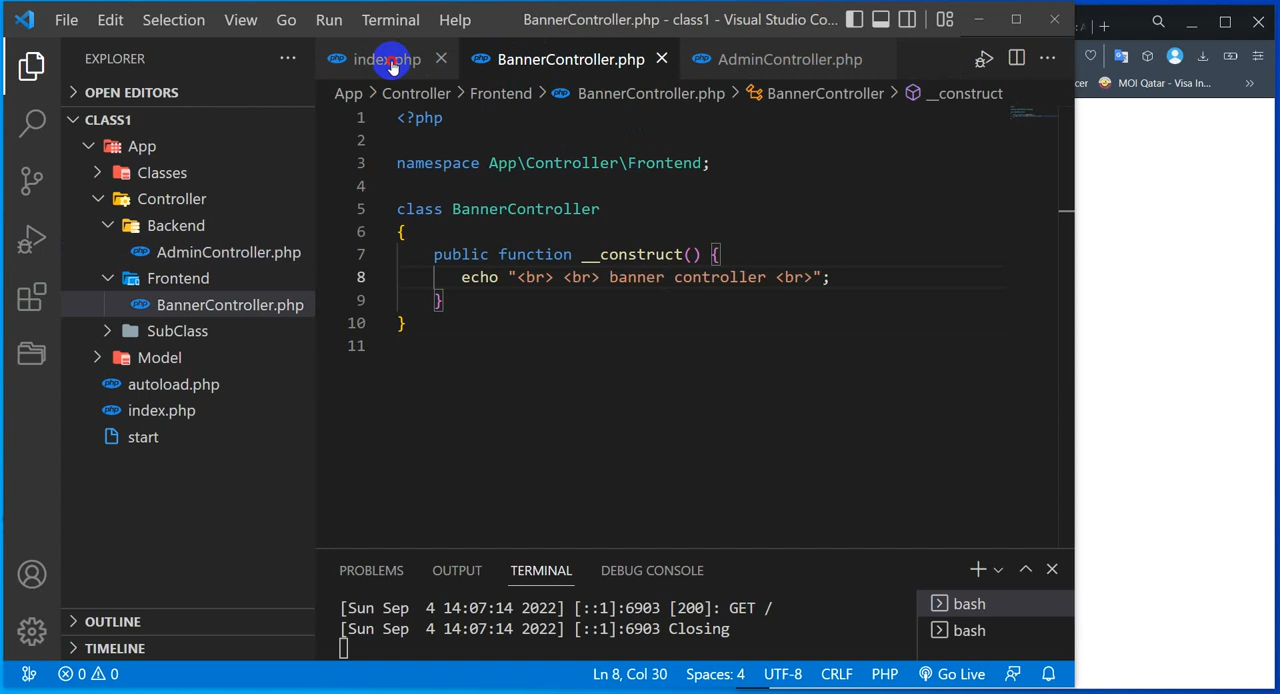 File Edit Selection View Go Run Terminal Help BannerController.php - class1 - Visual Studio Co...
EXPLORER
OPEN EDITORS
CLASS1
App
Classes
Controller
Backend
AdminController.php
Frontend
BannerController.php
SubClass
Model
autoload.php
index.php
start
OUTLINE
TIMELINE
index.php BannerController.php AdminController.php
App > Controller > Frontend > BannerController.php > BannerController > __construct
1 <?php
2
3 namespace App\Controller\Frontend;
4
5 class BannerController
6 {
7 public function __construct() {
8 echo "<br> <br> banner controller <br>";
9 }
10 }
11
PROBLEMS OUTPUT TERMINAL DEBUG CONSOLE
[Sun Sep 4 14:07:14 2022] [::1]:6903 [200]: GET /
[Sun Sep 4 14:07:14 2022] [::1]:6903 Closing
bash
bash
0 0 Ln 8, Col 30 Spaces: 4 UTF-8 CRLF PHP Go Live
cer MOI Qatar - Visa In... »